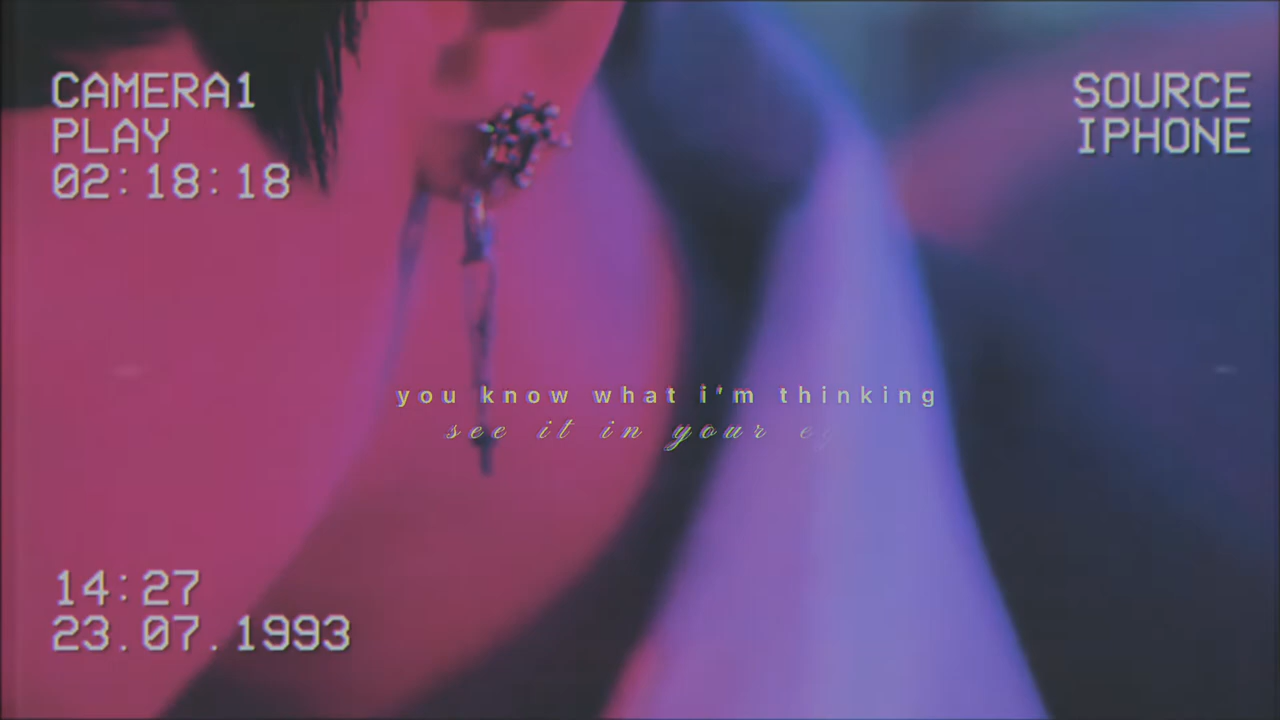 CAMERA1
PLAY
02:18:18
SOURCE
IPHONE
you know what i'm thinking
see it in your
14:27
23.07.1993